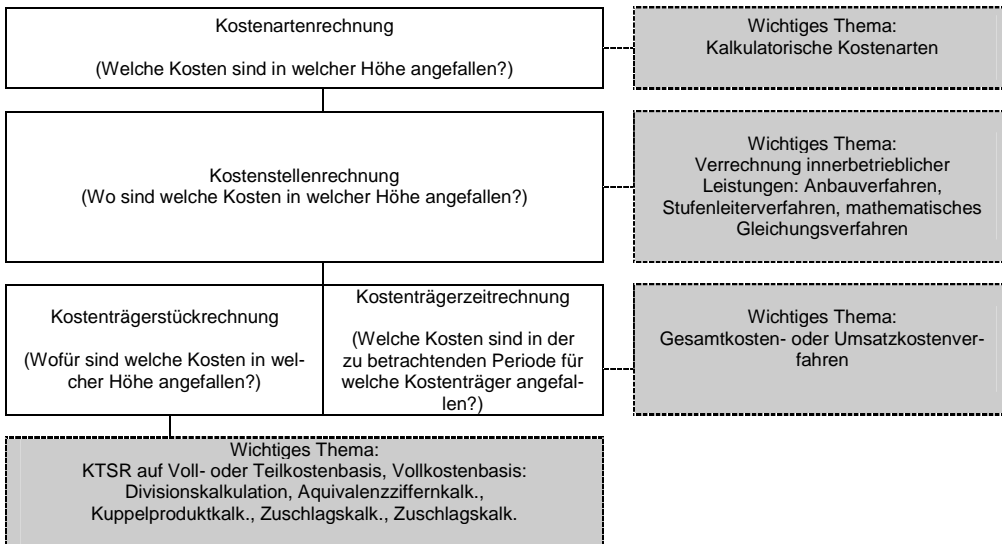 Kostenartenrechnung
(Welche Kosten sind in welcher Höhe angefallen?)
Wichtiges Thema:
Kalkulatorische Kostenarten
Kostenstellenrechnung
(Wo sind welche Kosten in welcher Höhe angefallen?)
Wichtiges Thema:
Verrechnung innerbetrieblicher
Leistungen: Anbauverfahren,
Stufenleiterverfahren, mathematisches
Gleichungsverfahren
Kostenträgerstückrechnung
(Wofür sind welche Kosten in wel-
cher Höhe angefallen?)
Kostenträgerzeitrechnung
(Welche Kosten sind in der
zu betrachtenden Periode für
welche Kostenträger angefal-
len?)
Wichtiges Thema:
Gesamtkosten- oder Umsatzkostenver-
fahren
Wichtiges Thema:
KTSR auf Voll- oder Teilkostenbasis, Vollkostenbasis:
Divisionskalkulation, Aquivalenzziffernkalk.,
Kuppelproduktkalk., Zuschlagskalk., Zuschlagskalk.